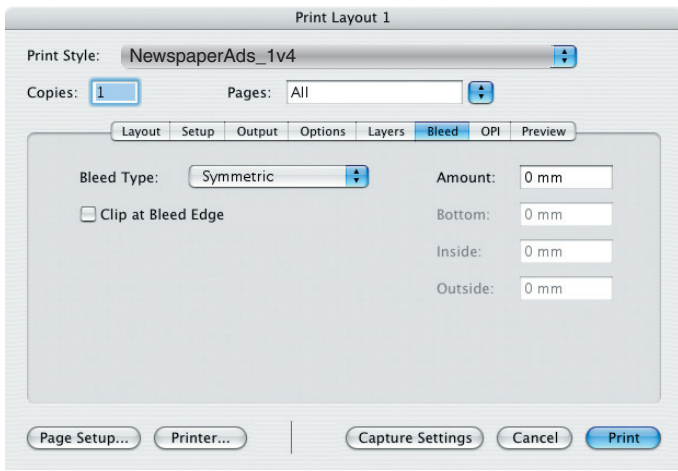 Print Layout 1
Print Style: NewspaperAds_1v4
Copies: 1 Pages: All
Layout Setup Output Options Layers Bleed OPI Preview
Bleed Type: Symmetric Amount: 0 mm
Clip at Bleed Edge Bottom: 0 mm
Inside: 0 mm
Outside: 0 mm
Page Setup... Printer... Capture Settings Cancel Print